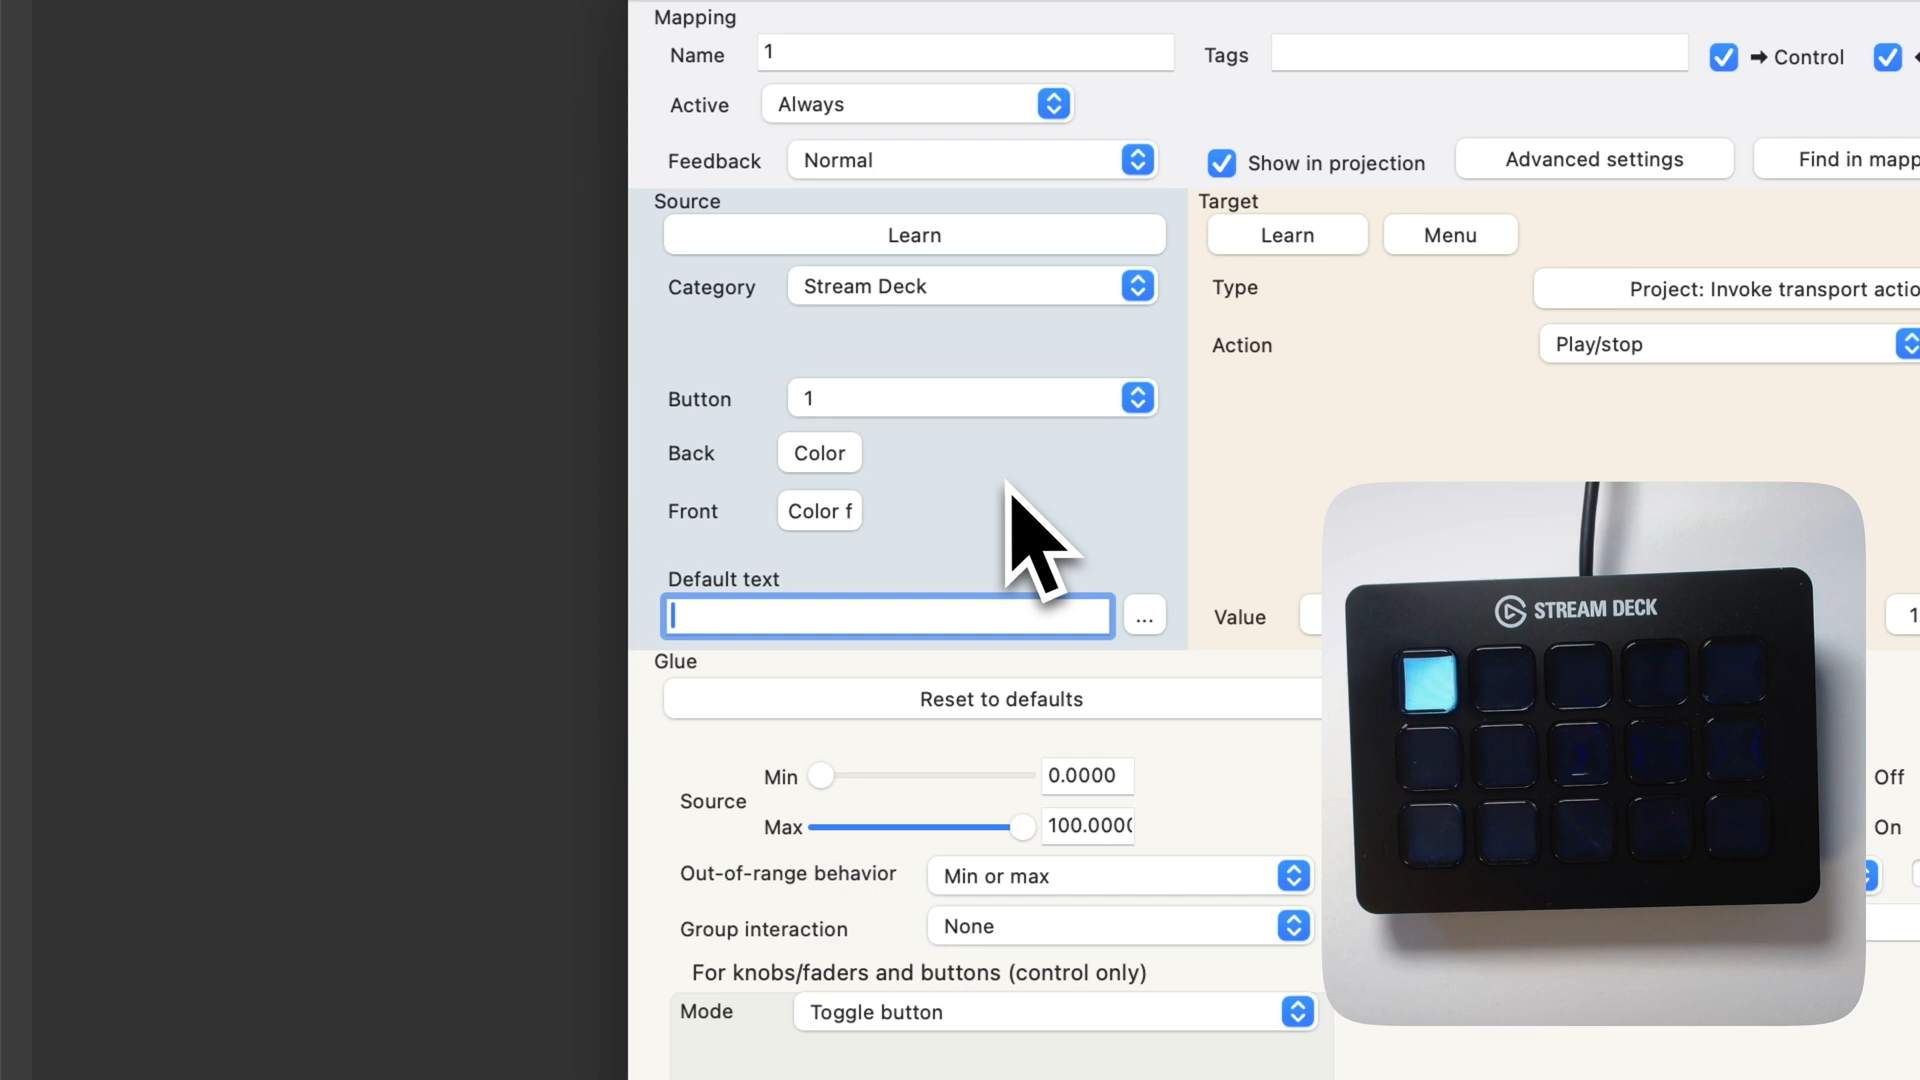 Mapping
Name 1 Tags ➡ Control
Active Always
Feedback Normal Show in projection Advanced settings Find in mapp
Source Target
Learn Learn Menu
Category Stream Deck Type Project: Invoke transport actio
Action Play/stop
Button 1
Back Color
Front Color f
Default text
... Value 1
STREAM DECK
Glue
Reset to defaults
Source Min 0.0000 Off
Max 100.000 On
Out-of-range behavior Min or max
Group interaction None
For knobs/faders and buttons (control only)
Mode Toggle button